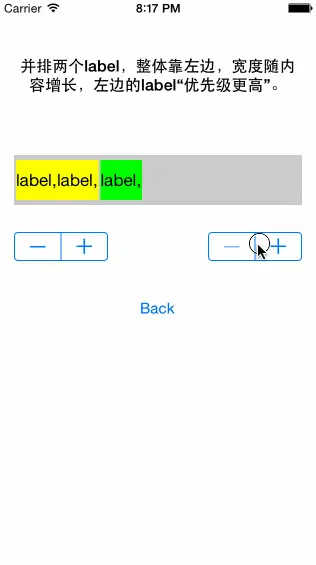 Carrier 8:17 PM
并排两个label，整体靠左边，宽度随内
容增长，左边的label“优先级更高”。
label,label, label,
Back